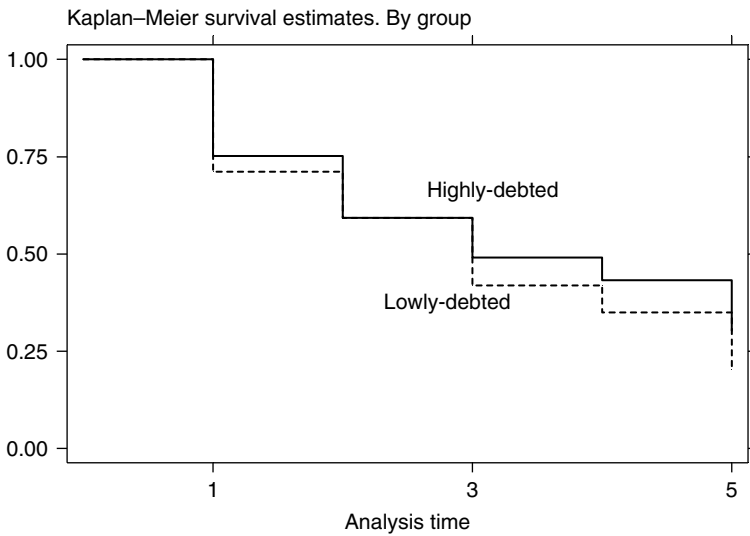 Kaplan–Meier survival estimates. By group
1.00
0.75
0.50
0.25
0.00
Highly-debted
Lowly-debted
1 3 5
Analysis time